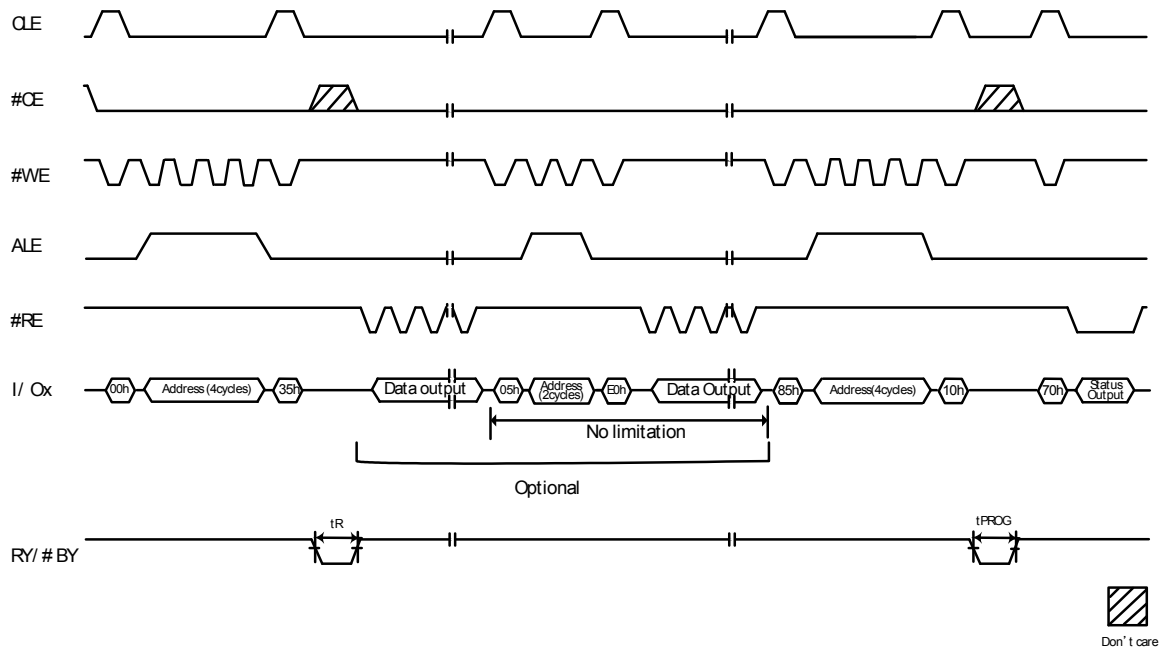 CLE
#CE
#WE
ALE
#RE
I/Ox
00h
Address (4cycles)
35h
Data output
05h
Address
(2cycles)
E0h
Data Output
85h
Address(4cycles)
10h
70h
Status
Output
No limitation
Optional
RY/#BY
tR
tPROG
Don't care